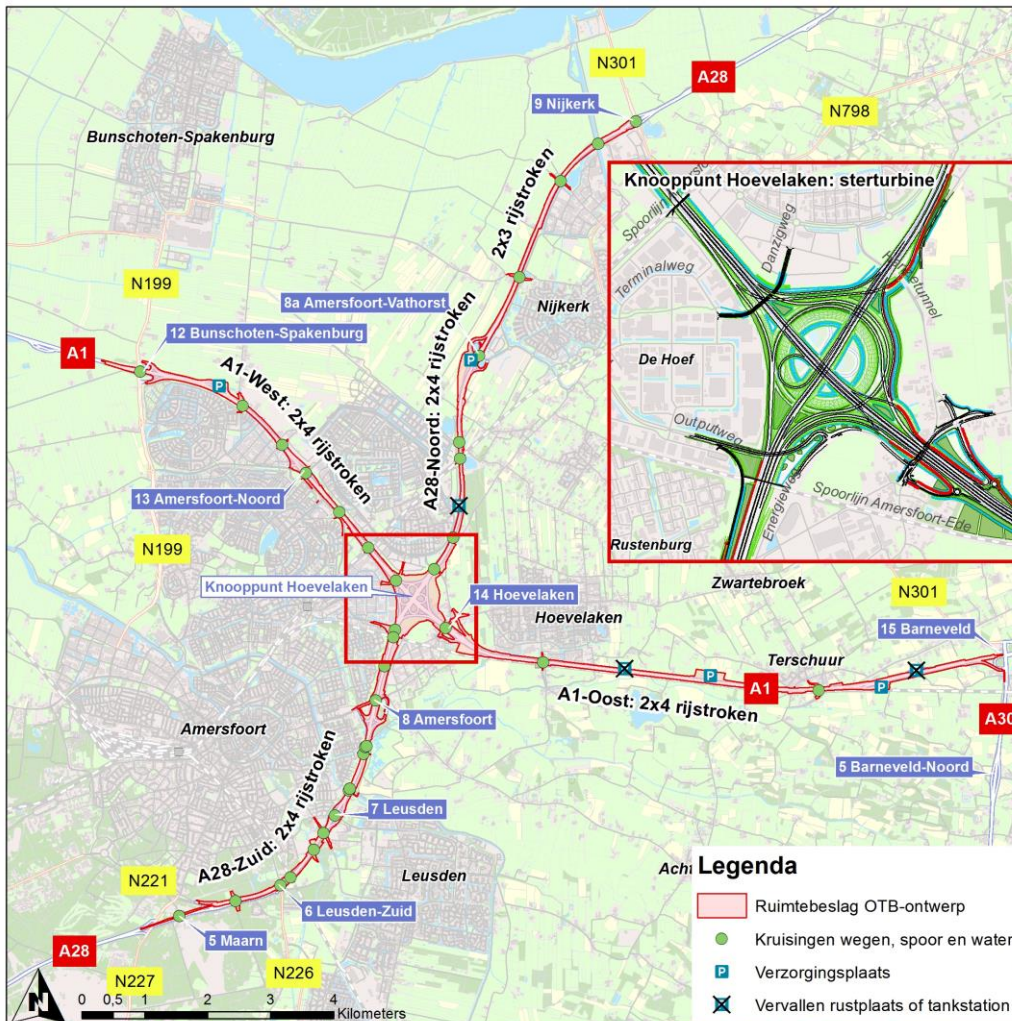 N301
A28
9 Nijkerk
N798
Bunschoten-Spakenburg
2x3 rijstroken
Knooppunt Hoevelaken: sterturbine
Spoorlijn
Danzigweg
Terminalweg
De Hoef
Outputweg
Energieweg
Spoorlijn Amersfoort-Ede
Rustenburg
N199
8a Amersfoort-Vathorst
Nijkerk
12 Bunschoten-Spakenburg
A1
P
P
A1-West: 2x4 rijstroken
A28-Noord: 2x4 rijstroken
13 Amersfoort-Noord
N199
Knooppunt Hoevelaken
14 Hoevelaken
Hoevelaken
Zwartebroek
N301
15 Barneveld
Terschuur
P
P
A1
A1-Oost: 2x4 rijstroken
A30
8 Amersfoort
Amersfoort
5 Barneveld-Noord
A28-Zuid: 2x4 rijstroken
7 Leusden
Leusden
Acht
N221
6 Leusden-Zuid
5 Maarn
A28
N227
N226
N
0 0,5 1 2 3 4
Kilometers
Legenda
Ruimtebeslag OTB-ontwerp
Kruisingen wegen, spoor en water
P Verzorgingsplaats
Vervallen rustplaats of tankstation